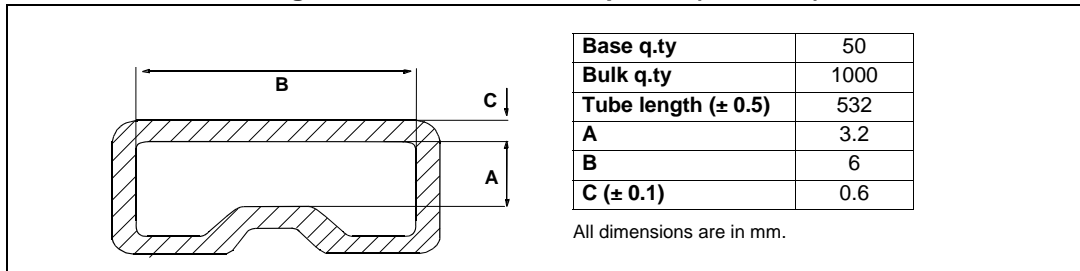 B
C
A
Base q.ty 50
Bulk q.ty 1000
Tube length (± 0.5) 532
A 3.2
B 6
C (± 0.1) 0.6
All dimensions are in mm.